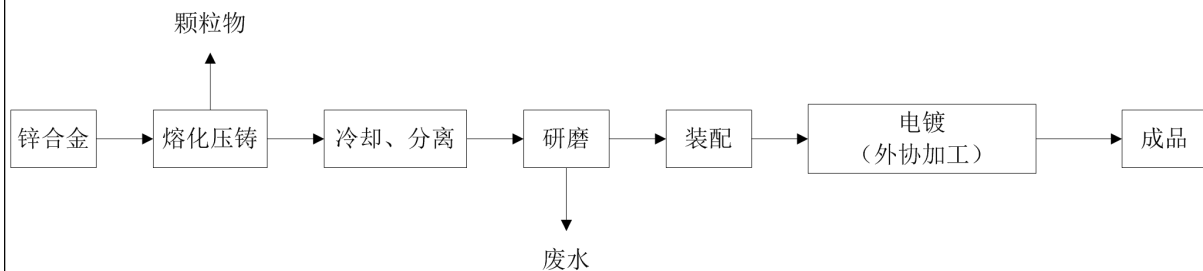 颗粒物
锌合金
熔化压铸
冷却、分离
研磨
装配
电镀
（外协加工）
成品
废水